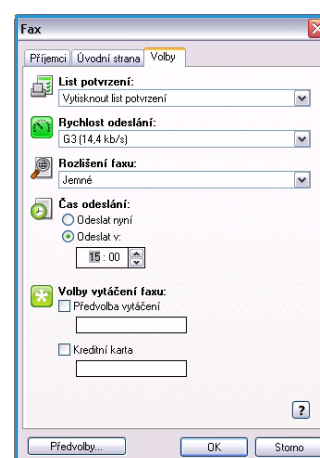 Fax
Příjemci Úvodní strana Volby
List potvrzení:
Vytisknout list potvrzení
Rychlost odeslání:
G3 (14,4 kb/s)
Rozlišení faxu:
Jemné
Čas odeslání:
Odeslat nyní
Odeslat v:
15 : 00
Volby vytáčení faxu:
Předvolba vytáčení
Kreditní karta
?
Předvolby... OK Storno